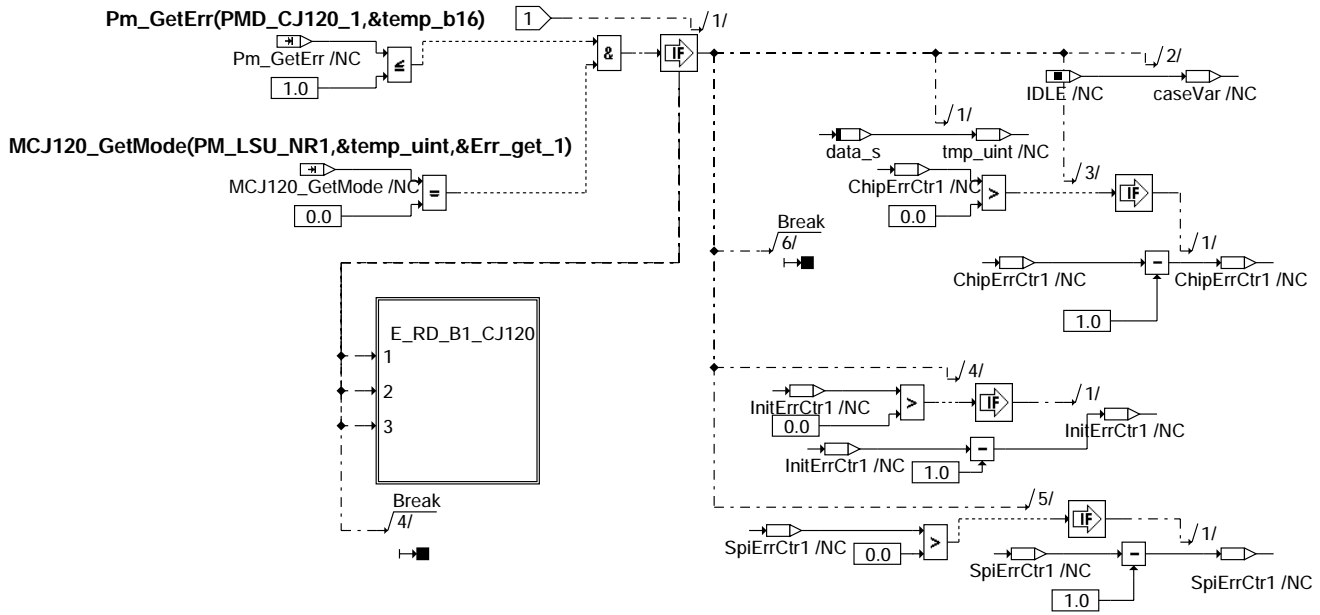 Pm_GetErr(PMD_CJ120_1,&temp_b16)
1
/1/
Pm_GetErr /NC
≤
1.0
&
IF
/2/
IDLE /NC
caseVar /NC
/1/
data_s
tmp_uint /NC
MCJ120_GetMode(PM_LSU_NR1,&temp_uint,&Err_get_1)
MCJ120_GetMode /NC
=
0.0
ChipErrCtr1 /NC
>
0.0
/3/
IF
Break
6/
/1/
ChipErrCtr1 /NC
-
ChipErrCtr1 /NC
1.0
E_RD_B1_CJ120
1
2
3
/4/
InitErrCtr1 /NC
>
0.0
IF
/1/
InitErrCtr1 /NC
InitErrCtr1 /NC
-
1.0
Break
4/
/5/
SpiErrCtr1 /NC
>
0.0
IF
/1/
SpiErrCtr1 /NC
-
SpiErrCtr1 /NC
1.0